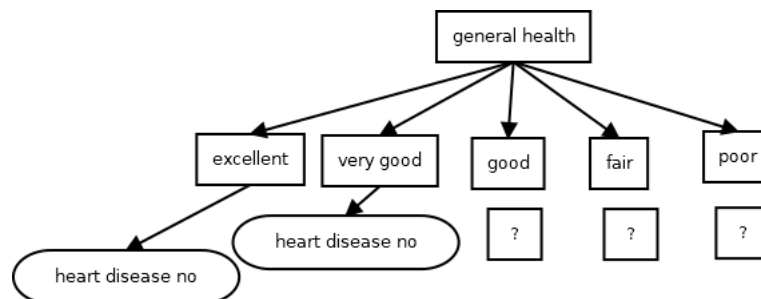 general health
excellent
very good
good
fair
poor
heart disease no
heart disease no
?
?
?